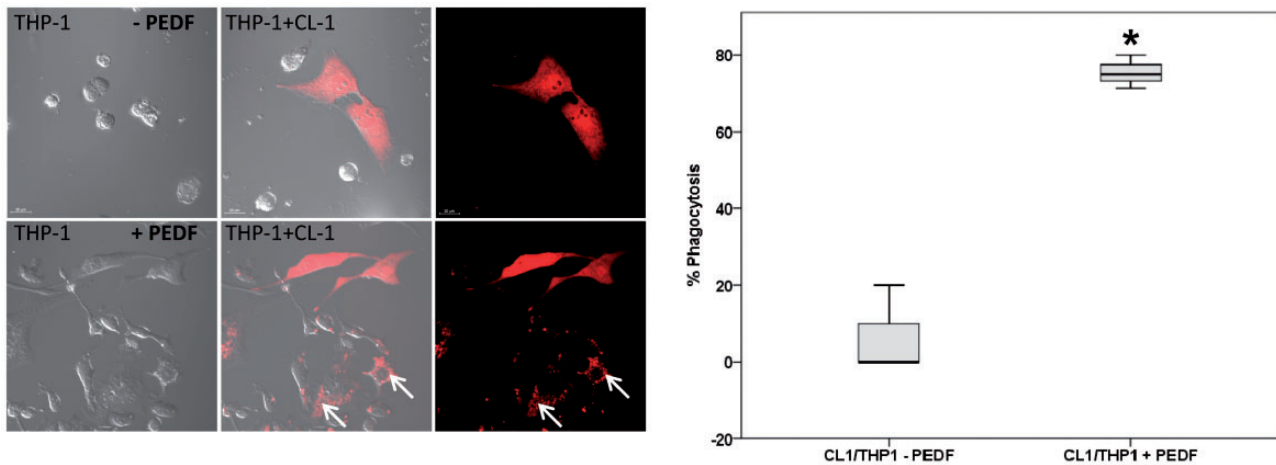 THP-1 - PEDF THP-1+CL-1
THP-1 + PEDF THP-1+CL-1
*
% Phagocytosis
80
60
40
20
0
-20
CL1/THP1 - PEDF CL1/THP1 + PEDF